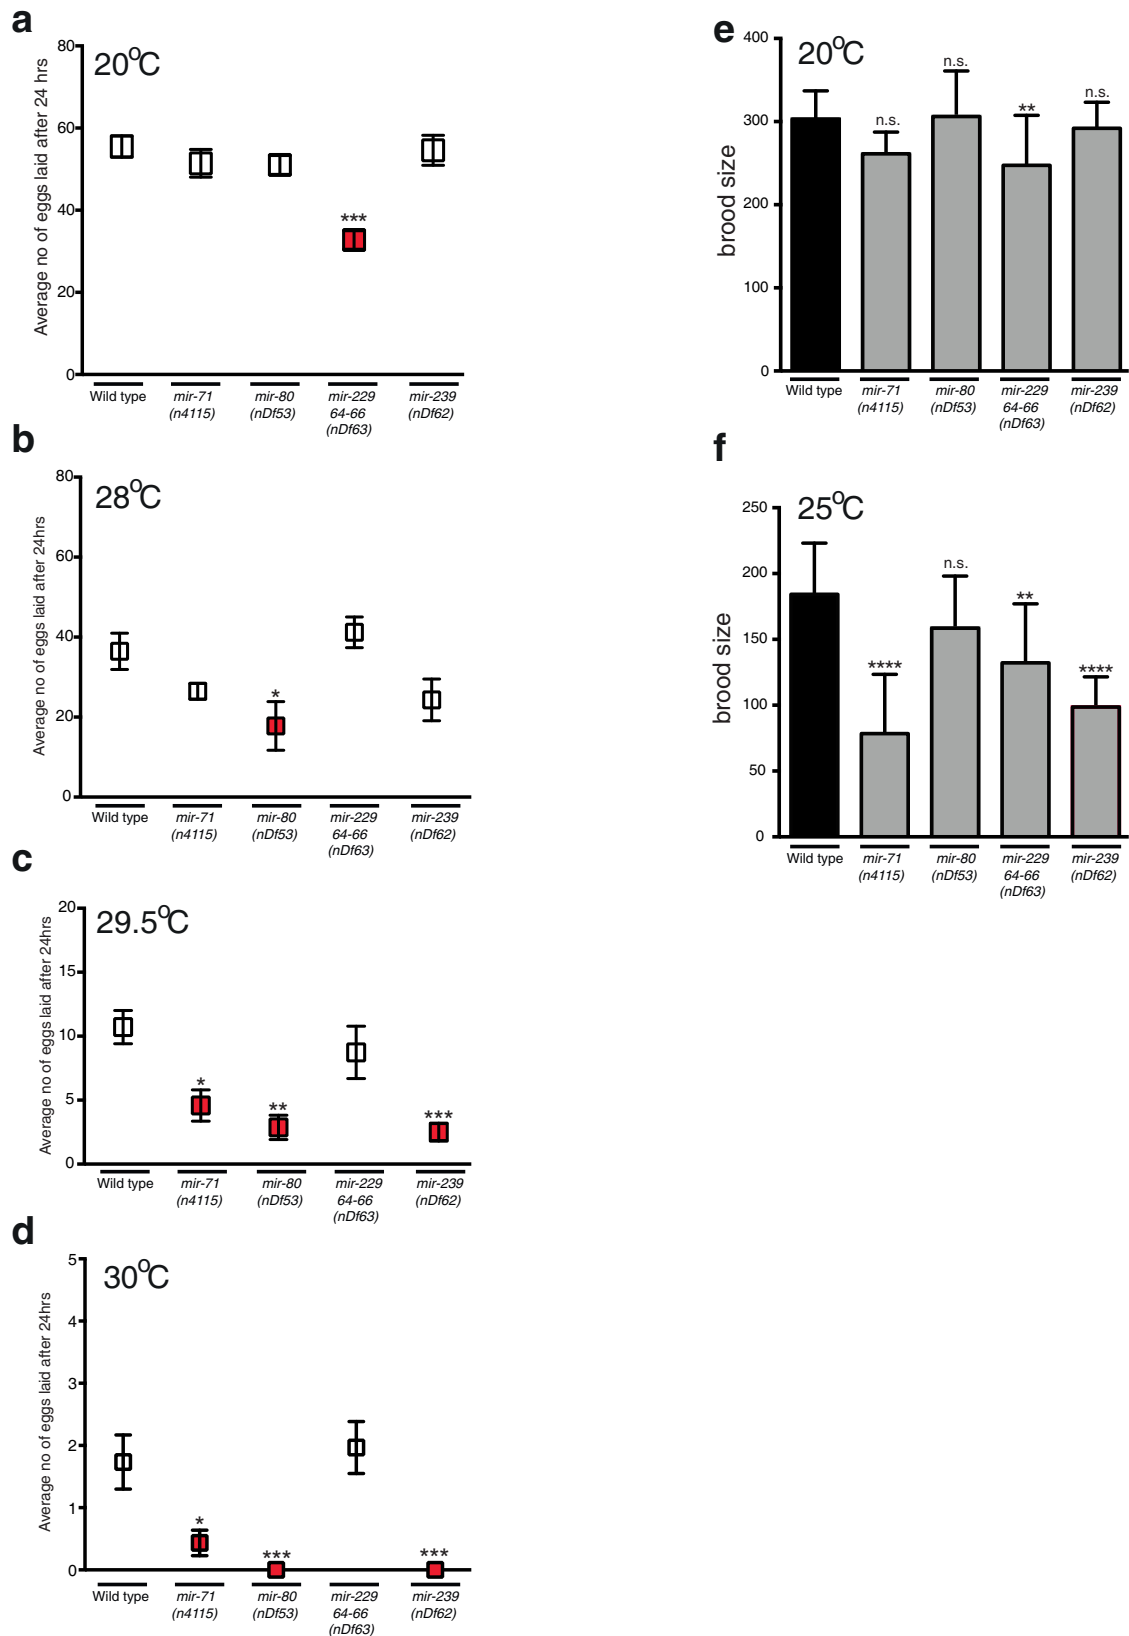 a
20°C
Average no of eggs laid after 24 hrs
80
60
40
20
0
***
Wild type
mir-71
(n4115)
mir-80
(nDf53)
mir-229
64-66
(nDf63)
mir-239
(nDf62)
b
28°C
Average no of eggs laid after 24hrs
80
60
40
20
0
*
Wild type
mir-71
(n4115)
mir-80
(nDf53)
mir-229
64-66
(nDf63)
mir-239
(nDf62)
c
29.5°C
Average no of eggs laid after 24hrs
20
15
10
5
0
*
**
***
Wild type
mir-71
(n4115)
mir-80
(nDf53)
mir-229
64-66
(nDf63)
mir-239
(nDf62)
d
30°C
Average no of eggs laid after 24hrs
5
4
3
2
1
0
*
***
***
Wild type
mir-71
(n4115)
mir-80
(nDf53)
mir-229
64-66
(nDf63)
mir-239
(nDf62)
e
20°C
brood size
400
300
200
100
0
n.s.
n.s.
**
n.s.
Wild type
mir-71
(n4115)
mir-80
(nDf53)
mir-229
64-66
(nDf63)
mir-239
(nDf62)
f
25°C
brood size
250
200
150
100
50
0
****
n.s.
**
****
Wild type
mir-71
(n4115)
mir-80
(nDf53)
mir-229
64-66
(nDf63)
mir-239
(nDf62)